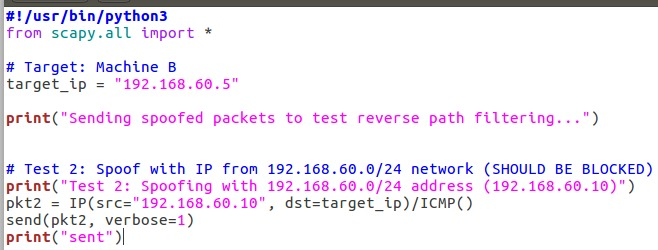 #!/usr/bin/python3
from scapy.all import *
# Target: Machine B
target_ip = "192.168.60.5"
print("Sending spoofed packets to test reverse path filtering...")
# Test 2: Spoof with IP from 192.168.60.0/24 network (SHOULD BE BLOCKED)
print("Test 2: Spoofing with 192.168.60.0/24 address (192.168.60.10)")
pkt2 = IP(src="192.168.60.10", dst=target_ip)/ICMP()
send(pkt2, verbose=1)
print("sent")